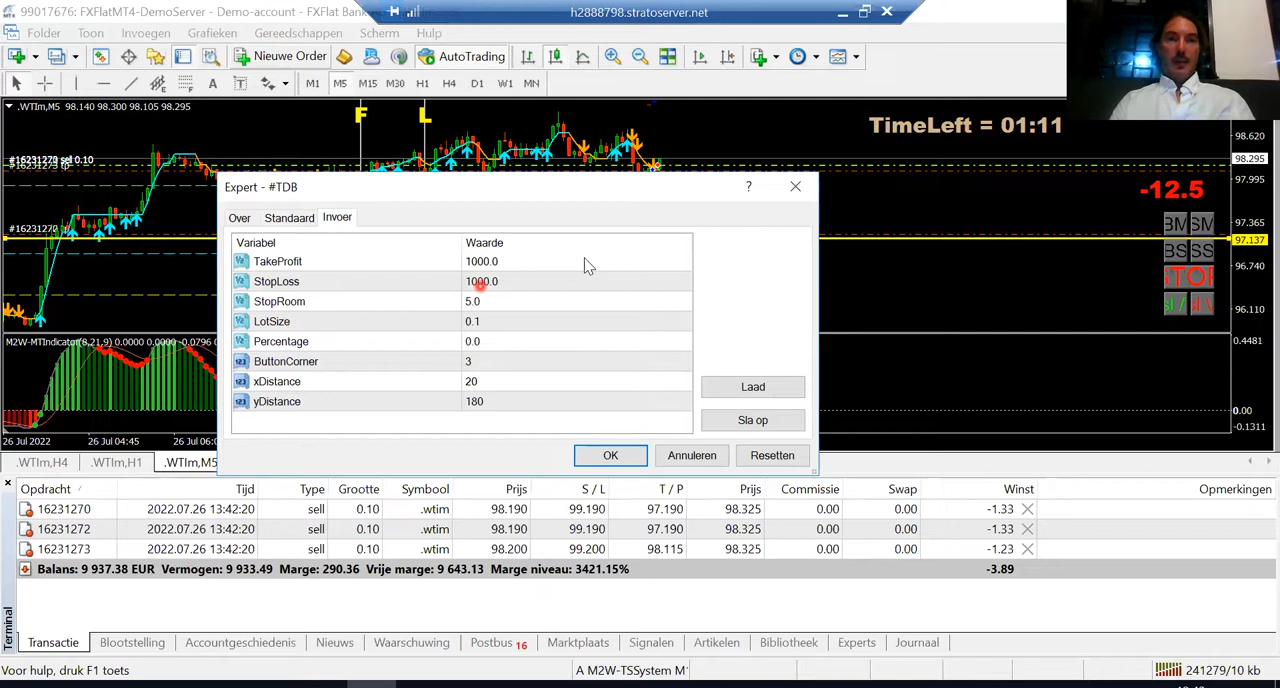 99017676: FXFlatMT4-DemoServer - Demo-account - FXFlat Ban
h2888798.stratoserver.net
Folder Toon Invoegen Grafieken Gereedschappen Scherm Help
Nieuwe Order AutoTrading
A T M1 M5 M15 M30 H1 H4 D1 W1 MN
.WTIm,M5 98.140 98.300 98.105 98.295
F L
TimeLeft = 01:11
98.620
98.295
97.995
97.365
97.137
96.740
96.110
#16231270 sell 0.10
-12.5
BM SM
BS SS
STOP
sl / sl \
Expert - #TDB
Over Standaard Invoer
Variabel Waarde
TakeProfit 1000.0
StopLoss 1000.0
StopRoom 5.0
LotSize 0.1
Percentage 0.0
ButtonCorner 3
xDistance 20
yDistance 180
Laad
Sla op
OK Annuleren Resetten
M2W-MTIndicator(8,21,9) 0.0000 0.0000 -0.0796
0.4481
0.00
-0.1311
26 Jul 2022 26 Jul 04:45 26 Jul 06:
.WTIm,H4 .WTIm,H1 .WTIm,M5
Opdracht / Tijd Type Grootte Symbool Prijs S / L T / P Prijs Commissie Swap Winst Opmerkingen
16231270 2022.07.26 13:42:20 sell 0.10 .wtim 98.190 99.190 97.190 98.325 0.00 0.00 -1.33
16231272 2022.07.26 13:42:20 sell 0.10 .wtim 98.190 99.190 97.190 98.325 0.00 0.00 -1.33
16231273 2022.07.26 13:42:20 sell 0.10 .wtim 98.200 99.200 98.115 98.325 0.00 0.00 -1.23
Balans: 9 937.38 EUR Vermogen: 9 933.49 Marge: 290.36 Vrije marge: 9 643.13 Marge niveau: 3421.15% -3.89
Terminal
Transactie Blootstelling Accountgeschiedenis Nieuws Waarschuwing Postbus 16 Marktplaats Signalen Artikelen Bibliotheek Experts Journaal
Voor hulp, druk F1 toets A M2W-TSSystem M' 241279/10 kb